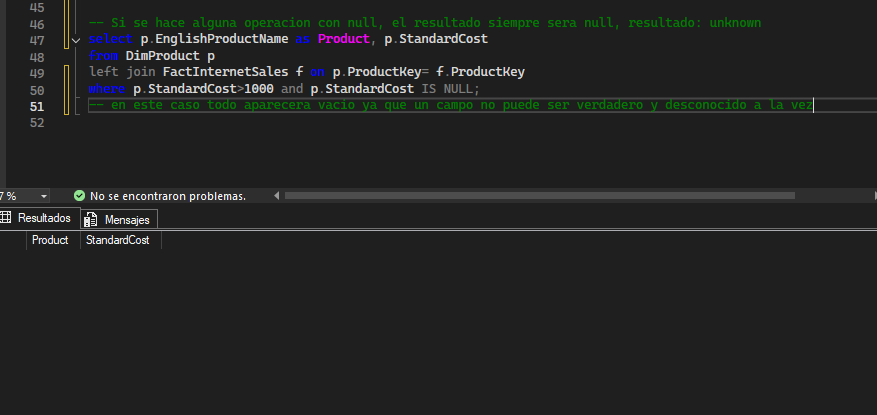 45
46 -- Si se hace alguna operacion con null, el resultado siempre sera null, resultado: unknown
47 select p.EnglishProductName as Product, p.StandardCost
48 from DimProduct p
49 left join FactInternetSales f on p.ProductKey= f.ProductKey
50 where p.StandardCost>1000 and p.StandardCost IS NULL;
51 -- en este caso todo aparecera vacio ya que un campo no puede ser verdadero y desconocido a la vez
52
7 % No se encontraron problemas.
Resultados Mensajes
Product StandardCost